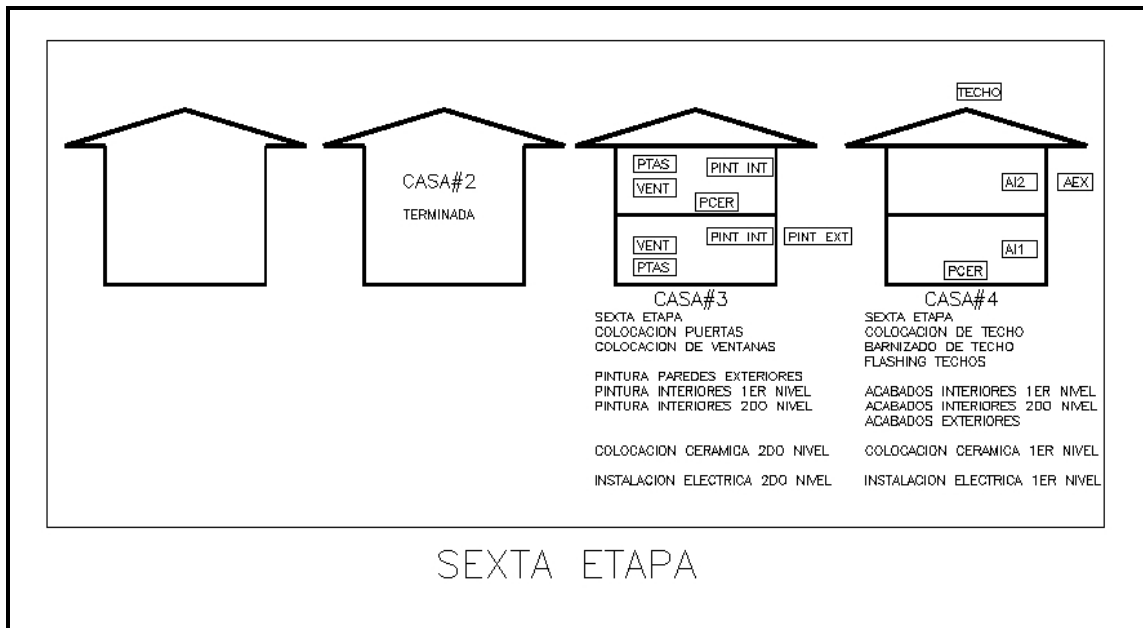 TECHO
CASA#2
TERMINADA
PTAS
PINT INT
VENT
PCER
VENT
PINT INT
PINT EXT
PTAS
AI2
AEX
AI1
PCER
CASA#3
SEXTA ETAPA
COLOCACION PUERTAS
COLOCACION DE VENTANAS
PINTURA PAREDES EXTERIORES
PINTURA INTERIORES 1ER NIVEL
PINTURA INTERIORES 2DO NIVEL
COLOCACION CERAMICA 2DO NIVEL
INSTALACION ELECTRICA 2DO NIVEL
CASA#4
SEXTA ETAPA
COLOCACION DE TECHO
BARNIZADO DE TECHO
FLASHING TECHOS
ACABADOS INTERIORES 1ER NIVEL
ACABADOS INTERIORES 2DO NIVEL
ACABADOS EXTERIORES
COLOCACION CERAMICA 1ER NIVEL
INSTALACION ELECTRICA 1ER NIVEL
SEXTA ETAPA